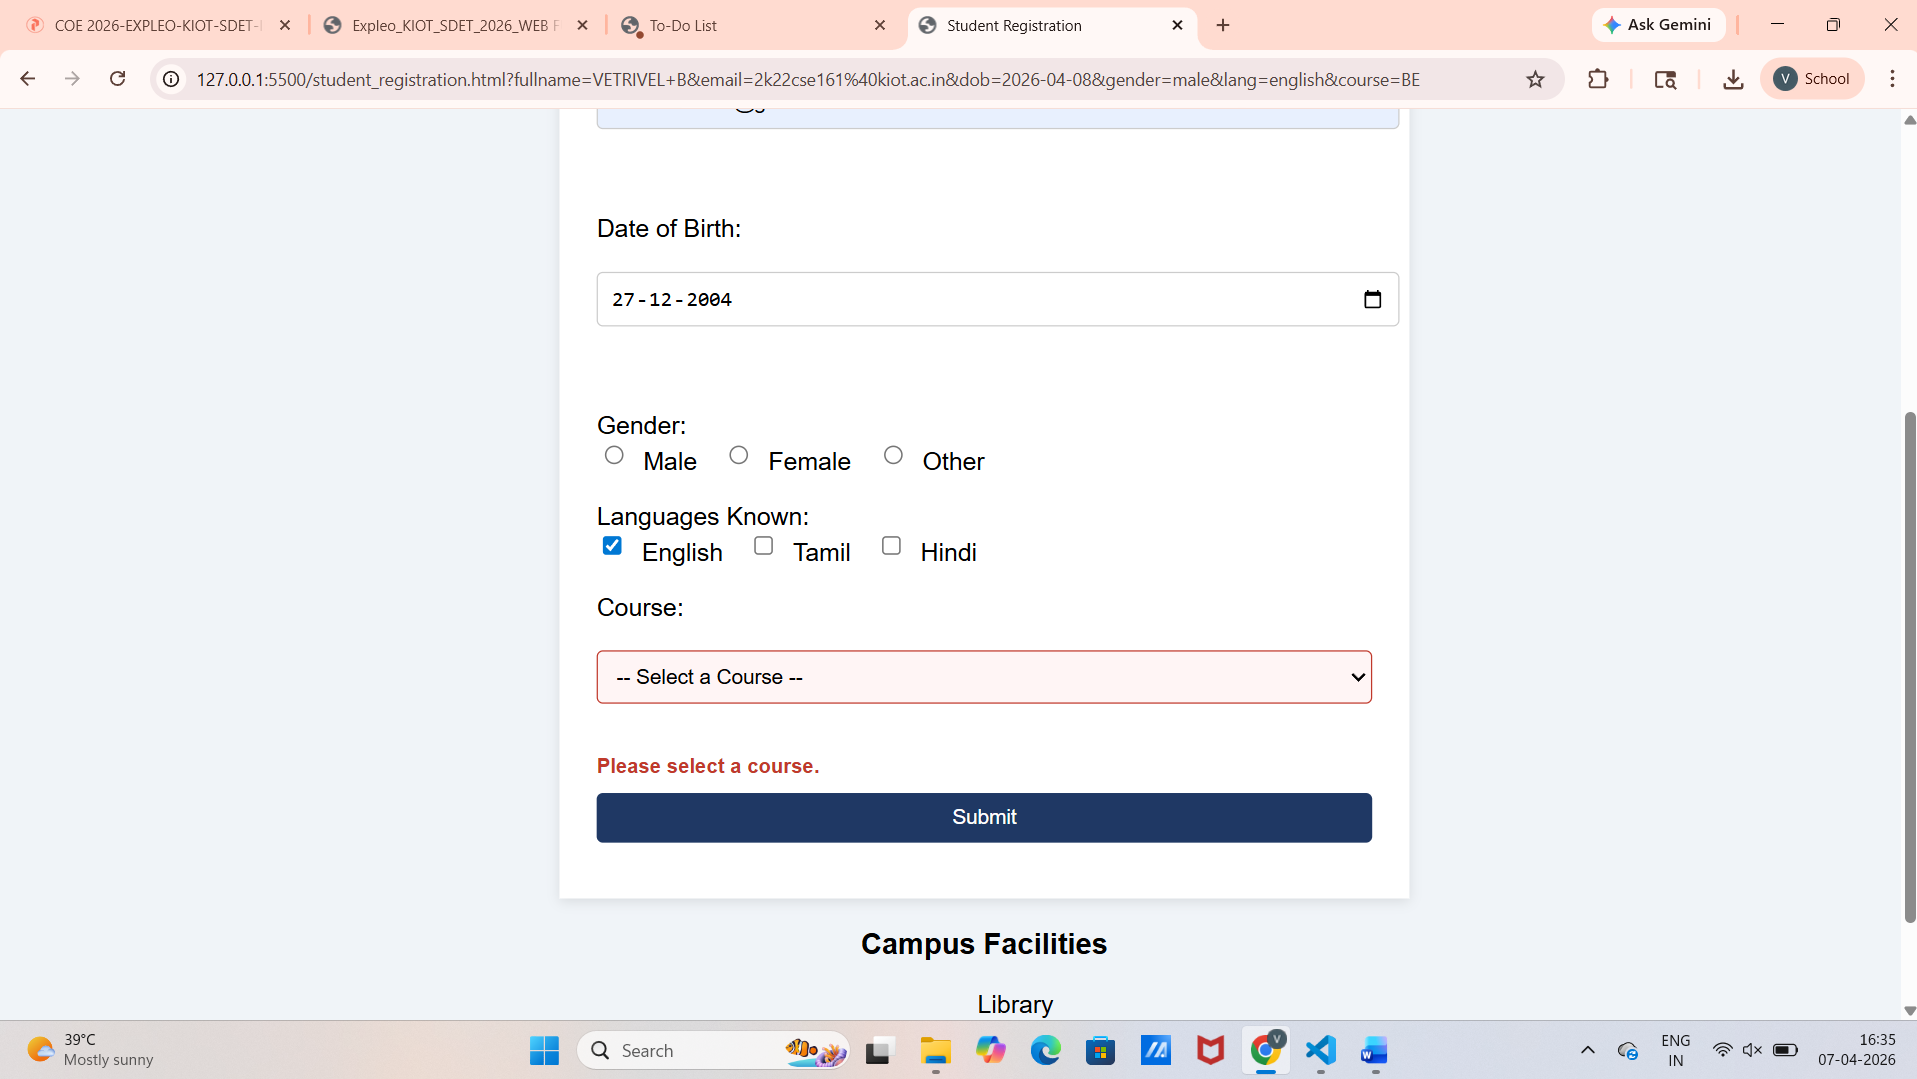 COE 2026-EXPLEO-KIOT-SDET-
Expleo_KIOT_SDET_2026_WEB
To-Do List
Student Registration
Ask Gemini
127.0.0.1:5500/student_registration.html?fullname=VETRIVEL+B&email=2k22cse161%40kiot.ac.in&dob=2026-04-08&gender=male&lang=english&course=BE
V
School
Date of Birth:
27-12-2004
Gender:
Male Female Other
Languages Known:
English Tamil Hindi
Course:
-- Select a Course --
Please select a course.
Submit
Campus Facilities
Library
39°C
Mostly sunny
Search
V
W
ENG
IN
16:35
07-04-2026